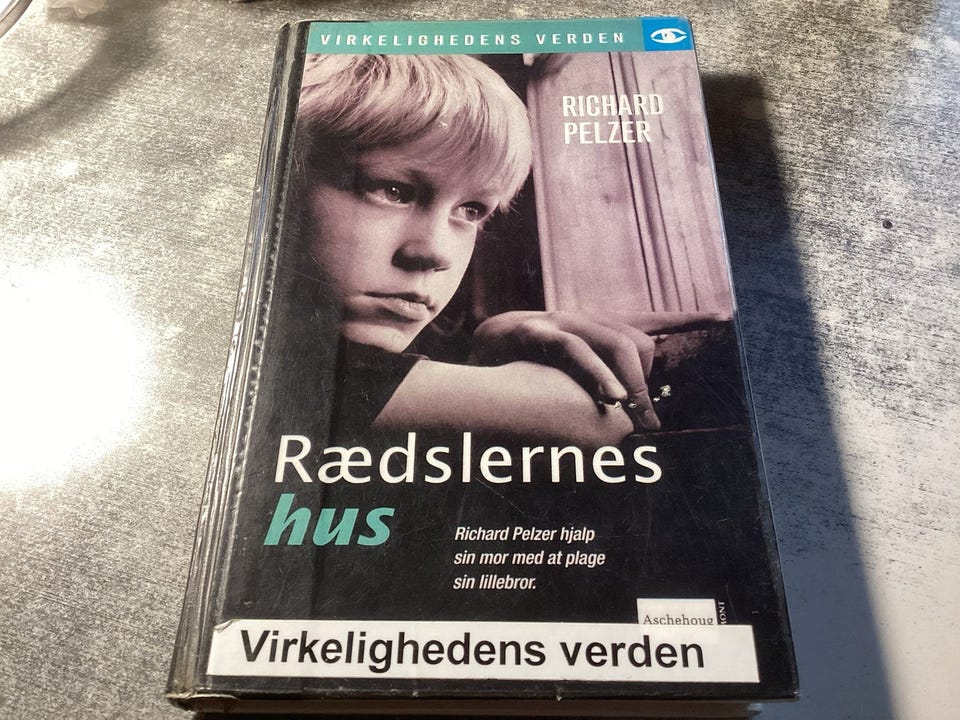 VIRKELIGHEDENS VERDEN
RICHARD
PELZER
Rædslernes
hus
Richard Pelzer hjalp
sin mor med at plage
sin lillebror.
Aschehoug
Virkelighedens verden